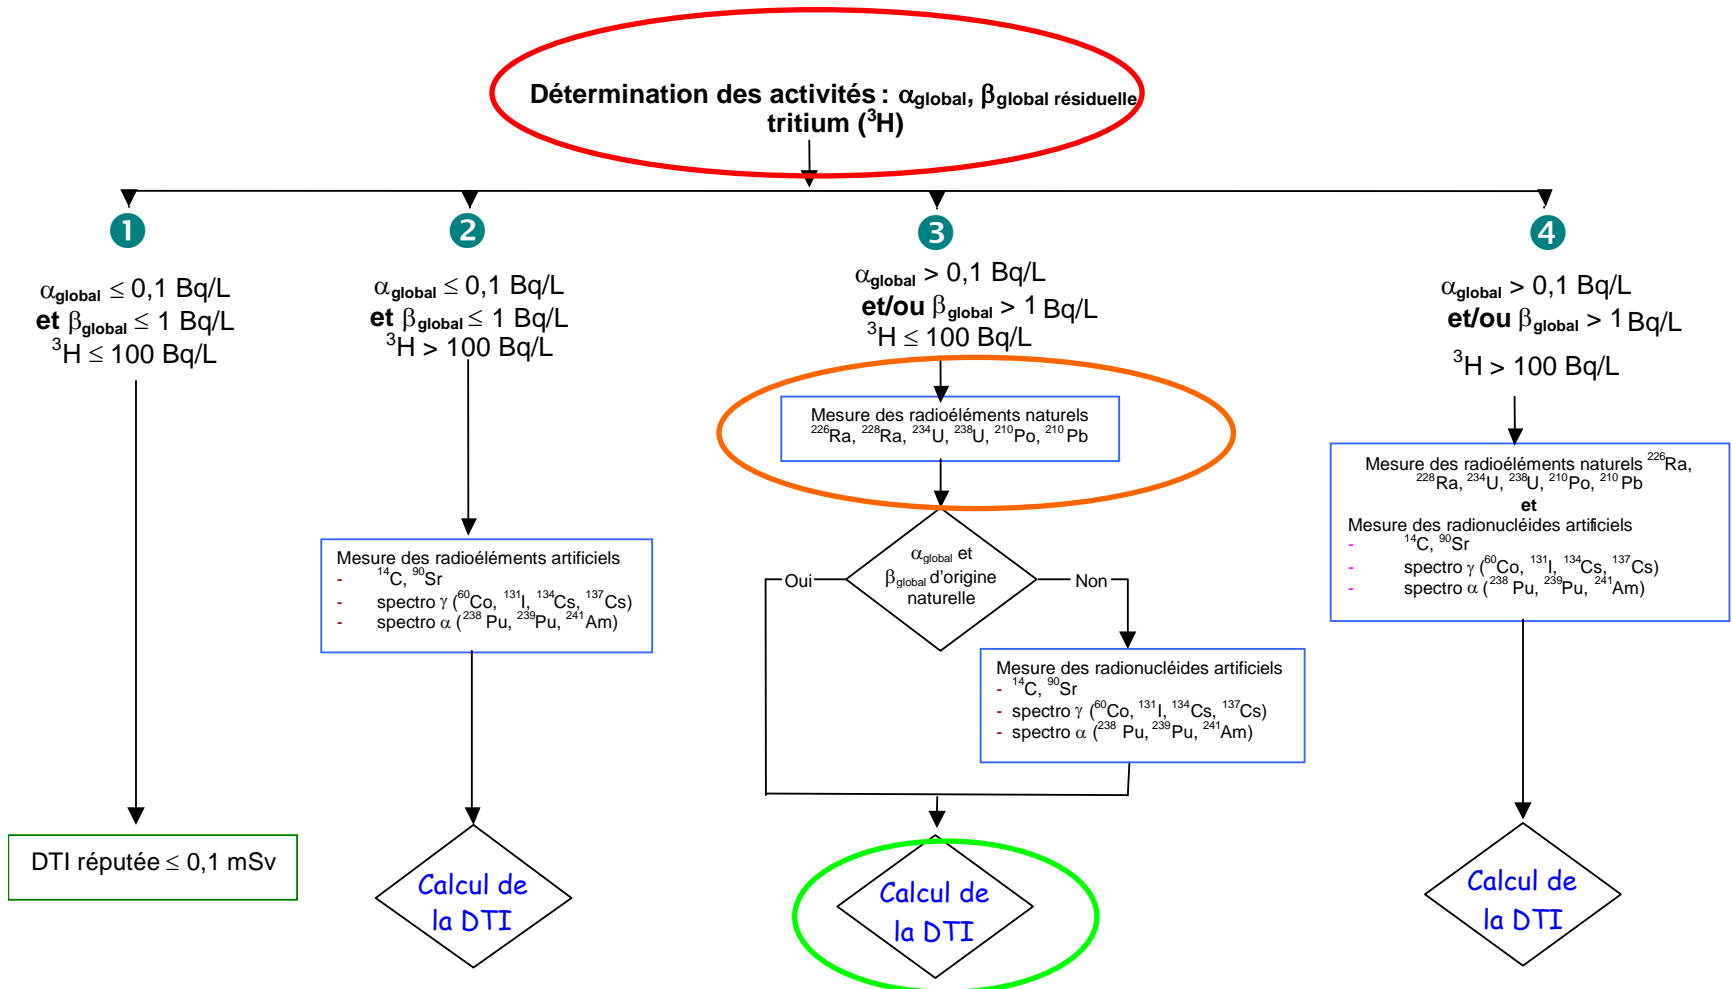 Détermination des activités : αglobal, βglobal résiduelle
tritium (³H)
1
αglobal ≤ 0,1 Bq/L
et βglobal ≤ 1 Bq/L
³H ≤ 100 Bq/L
DTI réputée ≤ 0,1 mSv
2
αglobal ≤ 0,1 Bq/L
et βglobal ≤ 1 Bq/L
³H > 100 Bq/L
Mesure des radioéléments artificiels
- ¹⁴C, ⁹⁰Sr
- spectro γ (⁶⁰Co, ¹³¹I, ¹³⁴Cs, ¹³⁷Cs)
- spectro α (²³⁸ Pu, ²³⁹Pu, ²⁴¹Am)
Calcul de
la DTI
3
αglobal > 0,1 Bq/L
et/ou βglobal > 1 Bq/L
³H ≤ 100 Bq/L
Mesure des radioéléments naturels
²²⁶Ra, ²²⁸Ra, ²³⁴U, ²³⁸U, ²¹⁰Po, ²¹⁰Pb
αglobal et
βglobal d'origine
naturelle
Oui
Non
Mesure des radionucléides artificiels
- ¹⁴C, ⁹⁰Sr
- spectro γ (⁶⁰Co, ¹³¹I, ¹³⁴Cs, ¹³⁷Cs)
- spectro α (²³⁸ Pu, ²³⁹Pu, ²⁴¹Am)
Calcul de
la DTI
4
αglobal > 0,1 Bq/L
et/ou βglobal > 1 Bq/L
³H > 100 Bq/L
Mesure des radioéléments naturels ²²⁶Ra,
²²⁸Ra, ²³⁴U, ²³⁸U, ²¹⁰Po, ²¹⁰Pb
et
Mesure des radionucléides artificiels
- ¹⁴C, ⁹⁰Sr
- spectro γ (⁶⁰Co, ¹³¹I, ¹³⁴Cs, ¹³⁷Cs)
- spectro α (²³⁸ Pu, ²³⁹Pu, ²⁴¹Am)
Calcul de
la DTI